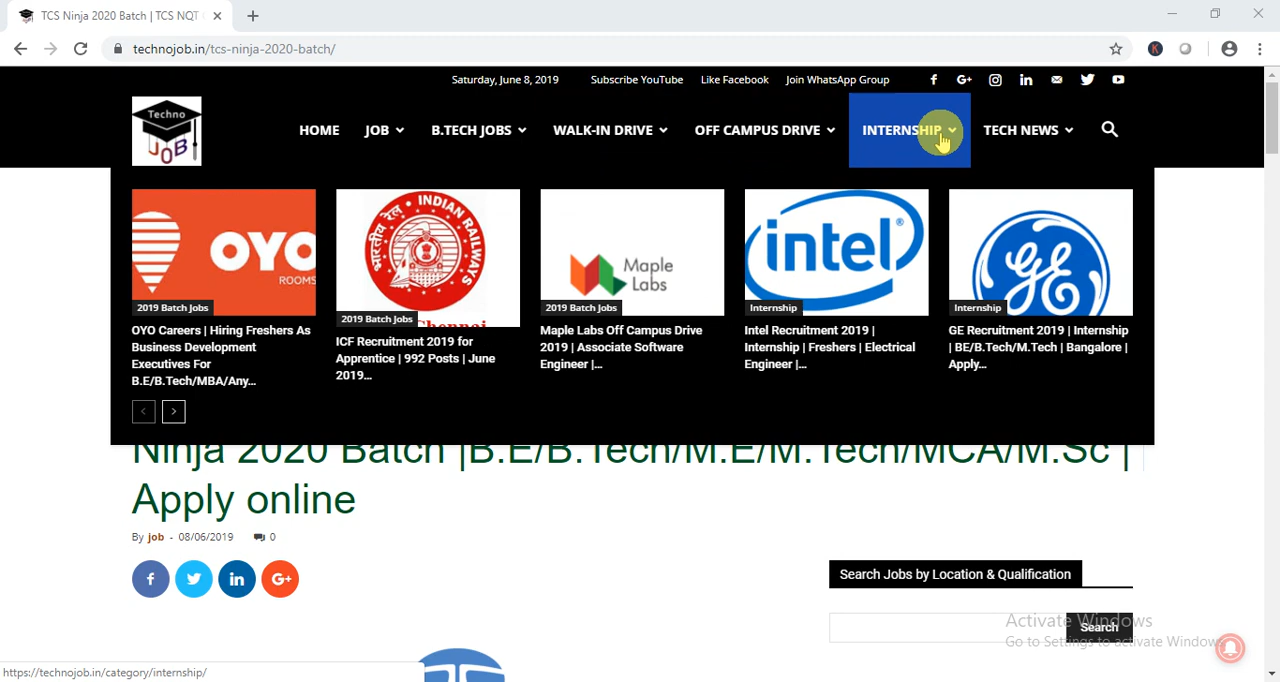 TCS Ninja 2020 Batch | TCS NQT
technojob.in/tcs-ninja-2020-batch/
K
Saturday, June 8, 2019 Subscribe YouTube Like Facebook Join WhatsApp Group
Techno
JOB
HOME JOB B.TECH JOBS WALK-IN DRIVE OFF CAMPUS DRIVE INTERNSHIP TECH NEWS
OYO
ROOMS
2019 Batch Jobs
OYO Careers | Hiring Freshers As
Business Development
Executives For
B.E/B.Tech/MBA/Any...
INDIAN RAILWAYS
भारतीय रेल
Chennai
2019 Batch Jobs
ICF Recruitment 2019 for
Apprentice | 992 Posts | June
2019...
Maple
Labs
2019 Batch Jobs
Maple Labs Off Campus Drive
2019 | Associate Software
Engineer |...
intel®
Internship
Intel Recruitment 2019 |
Internship | Freshers | Electrical
Engineer |...
GE
Internship
GE Recruitment 2019 | Internship
| BE/B.Tech/M.Tech | Bangalore |
Apply...
Ninja 2020 Batch |B.E/B.Tech/M.E/M.Tech/MCA/M.Sc |
Apply online
By job - 08/06/2019 0
Search Jobs by Location & Qualification
Search
Activate Windows
Go to Settings to activate Windows
https://technojob.in/category/internship/